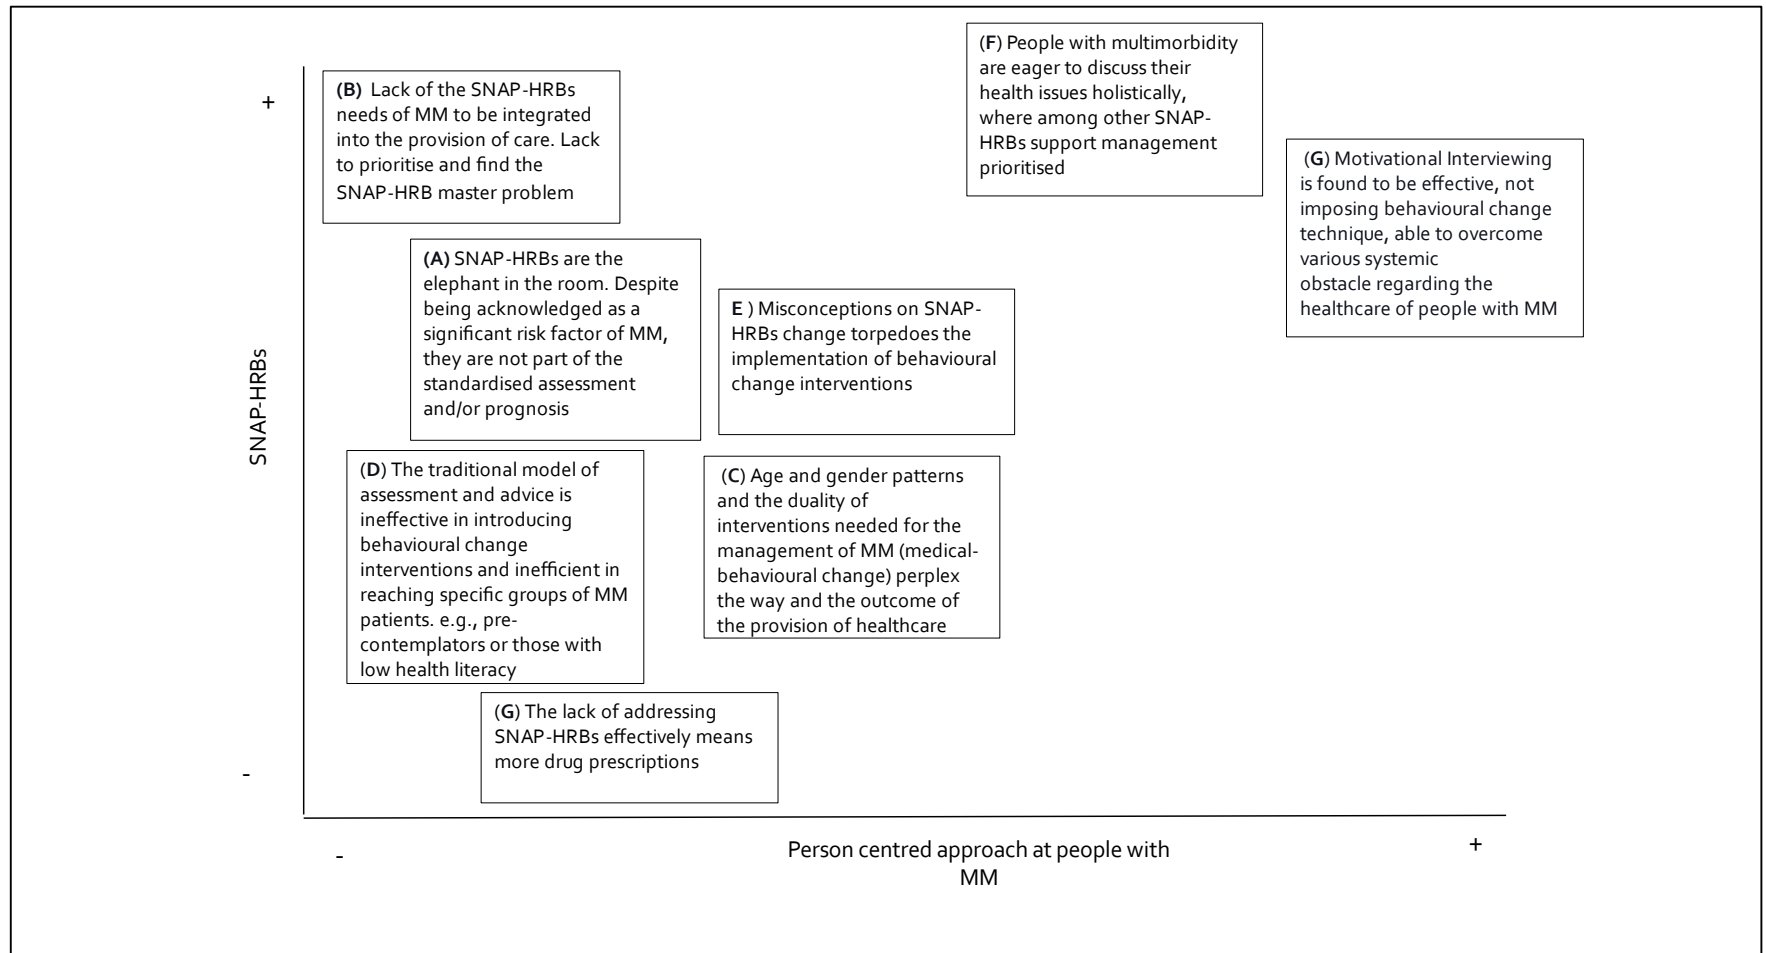 (F) People with multimorbidity
are eager to discuss their
health issues holistically,
where among other SNAP-
HRBs support management
prioritised
+
(B) Lack of the SNAP-HRBs
needs of MM to be integrated
into the provision of care. Lack
to prioritise and find the
SNAP-HRB master problem
(G) Motivational Interviewing
is found to be effective, not
imposing behavioural change
technique, able to overcome
various systemic
obstacle regarding the
healthcare of people with MM
(A) SNAP-HRBs are the
elephant in the room. Despite
being acknowledged as a
significant risk factor of MM,
they are not part of the
standardised assessment
and/or prognosis
E ) Misconceptions on SNAP-
HRBs change torpedoes the
implementation of behavioural
change interventions
SNAP-HRBs
(D) The traditional model of
assessment and advice is
ineffective in introducing
behavioural change
interventions and inefficient in
reaching specific groups of MM
patients. e.g., pre-
contemplators or those with
low health literacy
(C) Age and gender patterns
and the duality of
interventions needed for the
management of MM (medical-
behavioural change) perplex
the way and the outcome of
the provision of healthcare
(G) The lack of addressing
SNAP-HRBs effectively means
more drug prescriptions
-
-
Person centred approach at people with
MM
+